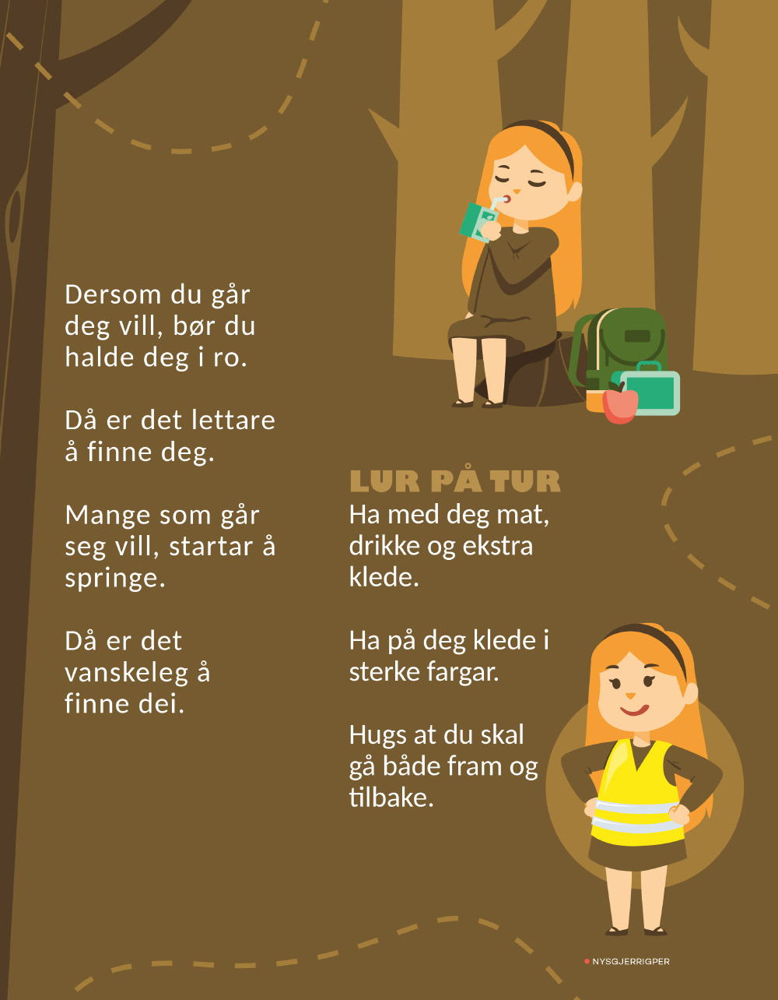 Dersom du går
deg vill, bør du
halde deg i ro.
Då er det lettare
å finne deg.
Mange som går
seg vill, startar å
springe.
Då er det
vanskeleg å
finne dei.
LUR PÅ TUR
Ha med deg mat,
drikke og ekstra
klede.
Ha på deg klede i
sterke fargar.
Hugs at du skal
gå både fram og
tilbake.
NYSGJERRIGPER